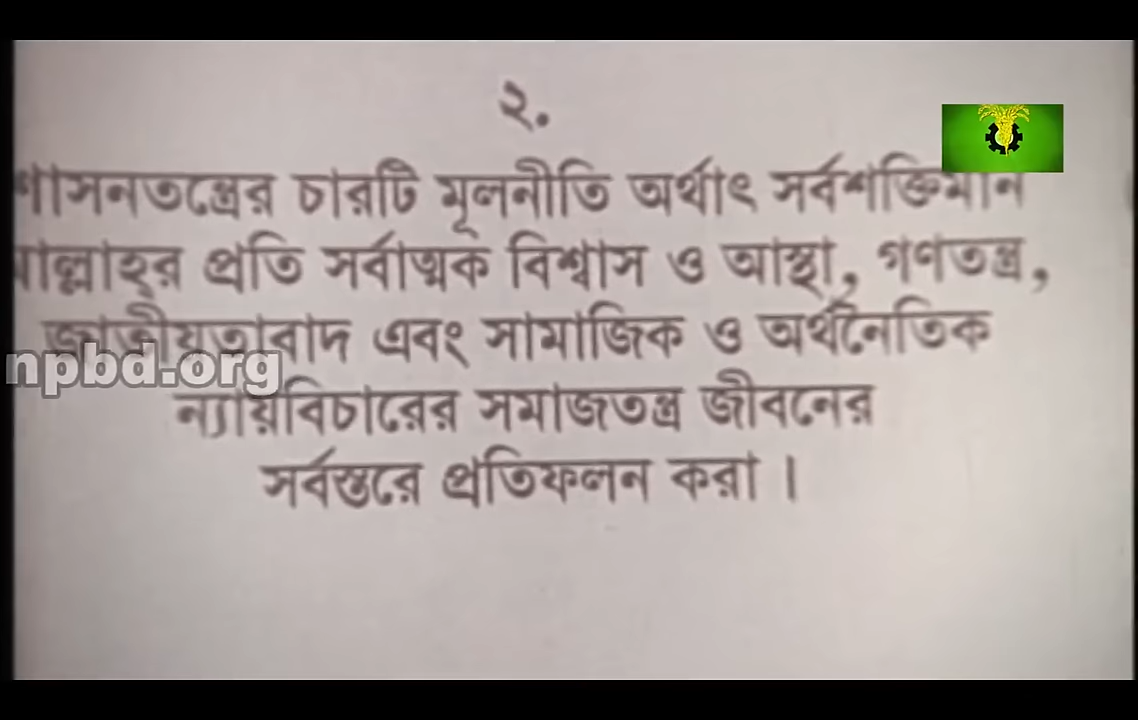 ২.
শাসনতন্ত্রের চারটি মূলনীতি অর্থাৎ সর্বশক্তিমান
আল্লাহ্‌র প্রতি সর্বাত্মক বিশ্বাস ও আস্থা, গণতন্ত্র,
জাতীয়তাবাদ এবং সামাজিক ও অর্থনৈতিক
npbd.org
ন্যায়বিচারের সমাজতন্ত্র জীবনের
সর্বস্তরে প্রতিফলন করা।